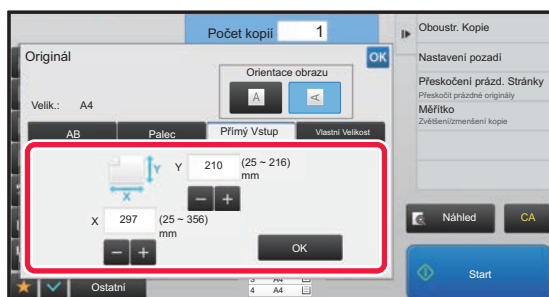 Počet kopií 1
Originál
OK
Orientace obrazu
A
A
Velik.: A4
AB
Palec
Přímý Vstup
Vlastní Velikost
Y
Y 210 (25 ~ 216)
mm
X
X 297 (25 ~ 356)
mm
OK
Ostatní
A4
4 A4
Oboustr. Kopie
Nastavení pozadí
Přeskočení prázd. Stránky
Přeskočit prázdné originály
Měřítko
Zvětšení/zmenšení kopie
Náhled
CA
Start